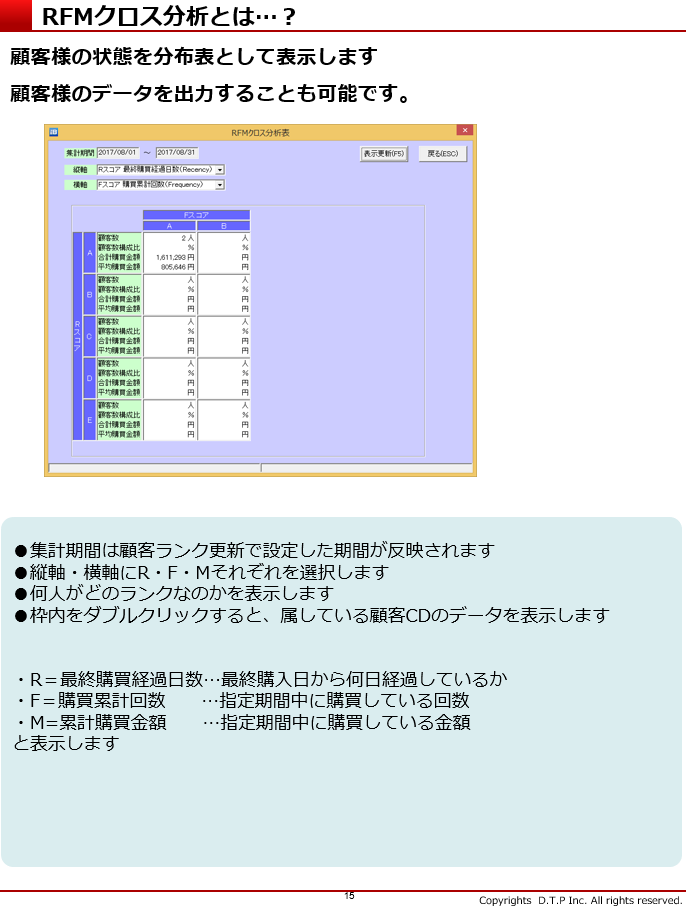 RFMクロス分析とは…？
顧客様の状態を分布表として表示します
顧客様のデータを出力することも可能です。
RFMクロス分析表
集計期間 2017/08/01 ～ 2017/08/31 表示更新(F5) 戻る(ESC)
縦軸 Rスコア 最終購買経過日数(Recency)
横軸 Fスコア 購買累計回数(Frequency)
Fスコア
A B
Rスコア
A 顧客数 2 人 人
顧客数構成比 % %
合計購買金額 1,611,293 円 円
平均購買金額 805,646 円 円
B 顧客数 人 人
顧客数構成比 % %
合計購買金額 円 円
平均購買金額 円 円
C 顧客数 人 人
顧客数構成比 % %
合計購買金額 円 円
平均購買金額 円 円
D 顧客数 人 人
顧客数構成比 % %
合計購買金額 円 円
平均購買金額 円 円
E 顧客数 人 人
顧客数構成比 % %
合計購買金額 円 円
平均購買金額 円 円
●集計期間は顧客ランク更新で設定した期間が反映されます
●縦軸・横軸にR・F・Mそれぞれを選択します
●何人がどのランクなのかを表示します
●枠内をダブルクリックすると、属している顧客CDのデータを表示します
・R＝最終購買経過日数…最終購入日から何日経過しているか
・F＝購買累計回数　　…指定期間中に購買している回数
・M=累計購買金額　　…指定期間中に購買している金額
と表示します
15
Copyrights D.T.P Inc. All rights reserved.